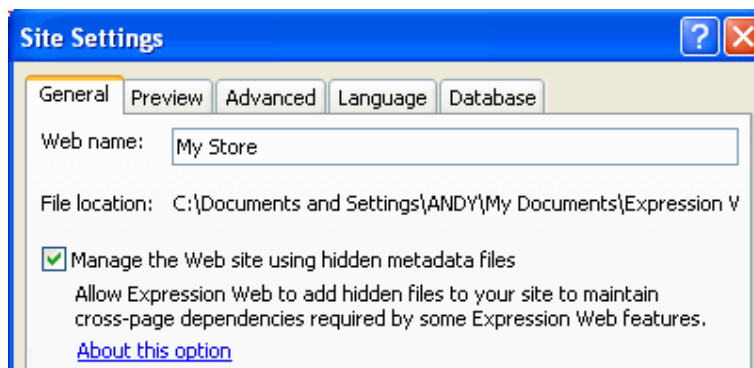 Site Settings
General Preview Advanced Language Database
Web name: My Store
File location: C:\Documents and Settings\ANDY\My Documents\Expression
Manage the Web site using hidden metadata files
Allow Expression Web to add hidden files to your site to maintain
cross-page dependencies required by some Expression Web features.
About this option